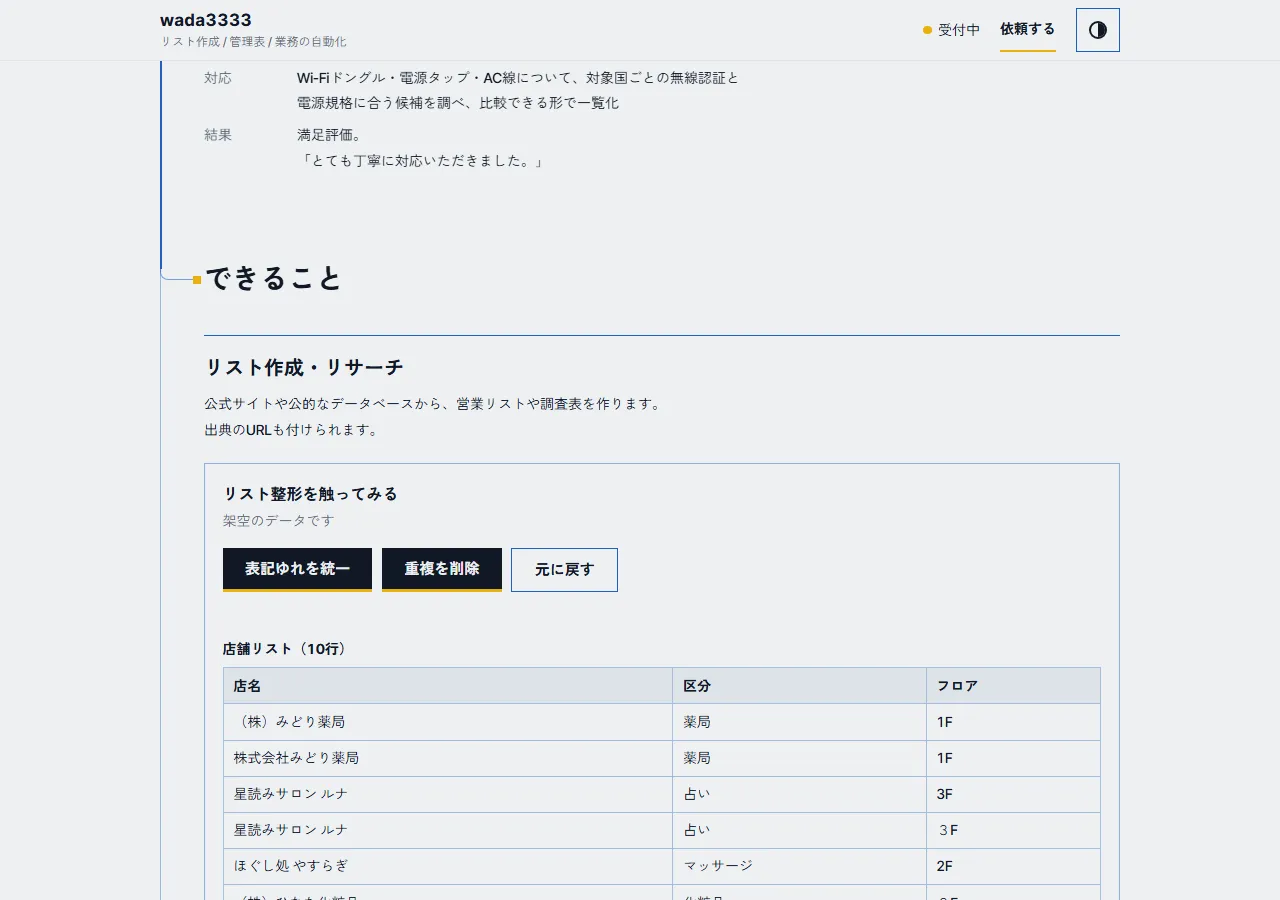 wada3333
リスト作成 / 管理表 / 業務の自動化
受付中
依頼する
対応
Wi-Fiドングル・電源タップ・AC線について、対象国ごとの無線認証と
電源規格に合う候補を調べ、比較できる形で一覧化
結果
満足評価。
「とても丁寧に対応いただきました。」
できること
リスト作成・リサーチ
公式サイトや公的なデータベースから、営業リストや調査表を作ります。
出典のURLも付けられます。
リスト整形を触ってみる
架空のデータです
表記ゆれを統一
重複を削除
元に戻す
店舗リスト（10行）
店名 区分 フロア
（株）みどり薬局 薬局 1F
株式会社みどり薬局 薬局 1F
星読みサロン ルナ 占い 3F
星読みサロン ルナ 占い ３F
ほぐし処 やすらぎ マッサージ 2F